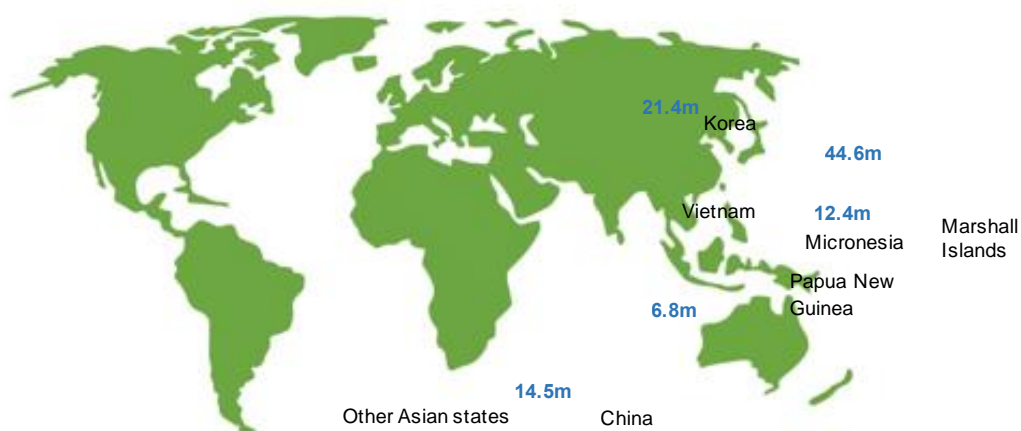 21.4m
Korea
44.6m
Vietnam
12.4m
Marshall
Islands
Micronesia
Papua New
Guinea
6.8m
14.5m
Other Asian states
China